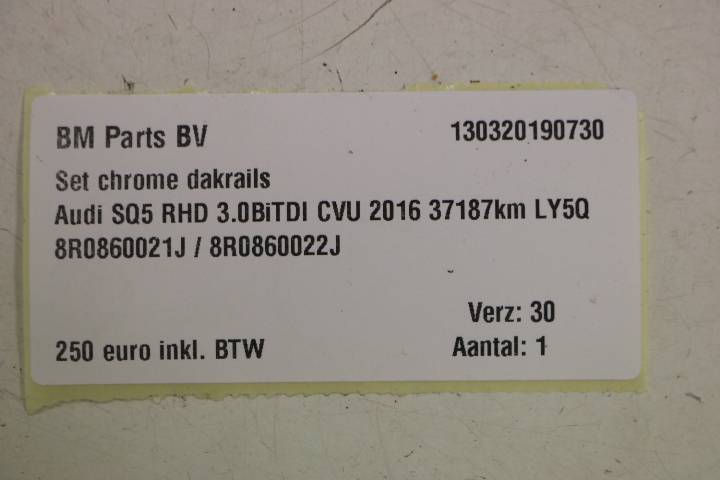 BM Parts BV 130320190730
Set chrome dakrails
Audi SQ5 RHD 3.0BiTDI CVU 2016 37187km LY5Q
8R0860021J / 8R0860022J
Verz: 30
250 euro inkl. BTW Aantal: 1